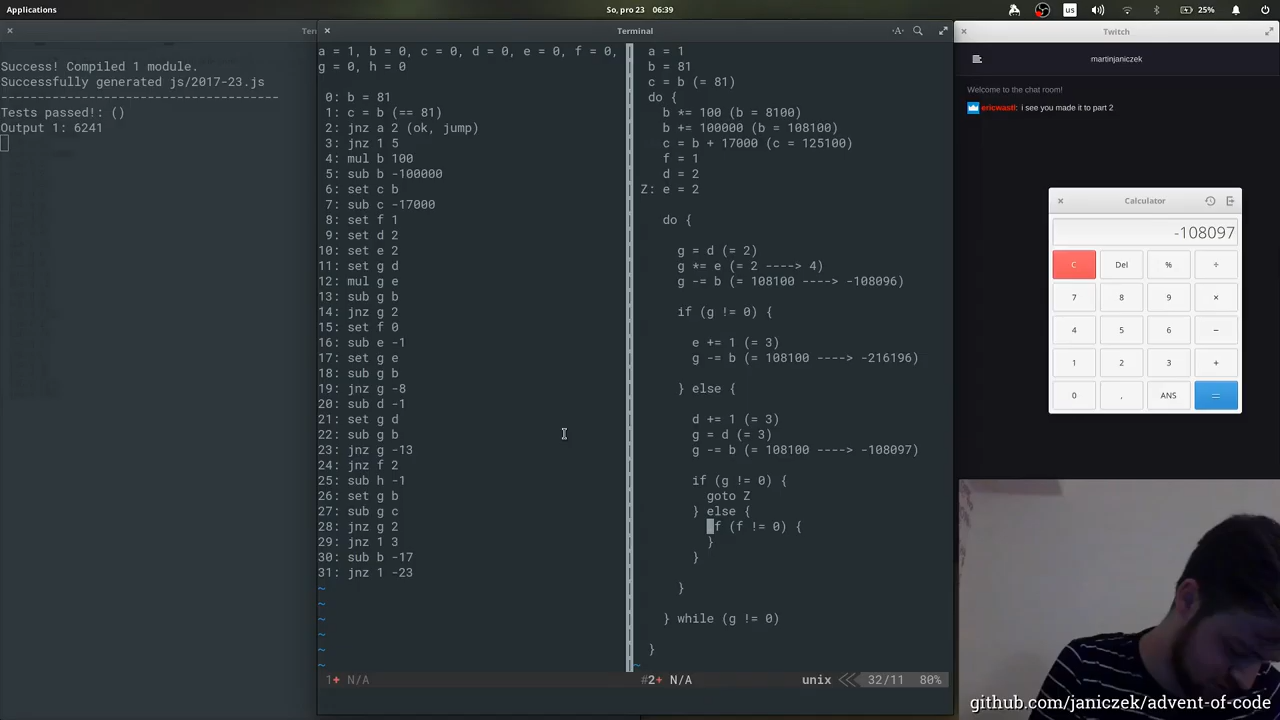 Applications
So, pro 23 06:39
us
25%
Tern
Terminal
Twitch
Success! Compiled 1 module.
Successfully generated js/2017-23.js
-----------------------------------
Tests passed!: ()
Output 1: 6241
a = 1, b = 0, c = 0, d = 0, e = 0, f = 0,
g = 0, h = 0
0: b = 81
1: c = b (== 81)
2: jnz a 2 (ok, jump)
3: jnz 1 5
4: mul b 100
5: sub b -100000
6: set c b
7: sub c -17000
8: set f 1
9: set d 2
10: set e 2
11: set g d
12: mul g e
13: sub g b
14: jnz g 2
15: set f 0
16: sub e -1
17: set g e
18: sub g b
19: jnz g -8
20: sub d -1
21: set g d
22: sub g b
23: jnz g -13
24: jnz f 2
25: sub h -1
26: set g b
27: sub g c
28: jnz g 2
29: jnz 1 3
30: sub b -17
31: jnz 1 -23
~
~
~
~
~
~
1+ N/A
a = 1
b = 81
c = b (= 81)
do {
b *= 100 (b = 8100)
b += 100000 (b = 108100)
c = b + 17000 (c = 125100)
f = 1
d = 2
Z: e = 2
do {
g = d (= 2)
g *= e (= 2 ----> 4)
g -= b (= 108100 ----> -108096)
if (g != 0) {
e += 1 (= 3)
g -= b (= 108100 ----> -216196)
} else {
d += 1 (= 3)
g = d (= 3)
g -= b (= 108100 ----> -108097)
if (g != 0) {
goto Z
} else {
if (f != 0) {
}
}
}
} while (g != 0)
}
~
#2+ N/A
unix
32/11
80%
martinjaniczek
Welcome to the chat room!
ericwastl: i see you made it to part 2
Calculator
-108097
C Del % ÷
7 8 9 ×
4 5 6 −
1 2 3 +
0 , ANS =
github.com/janiczek/advent-of-code